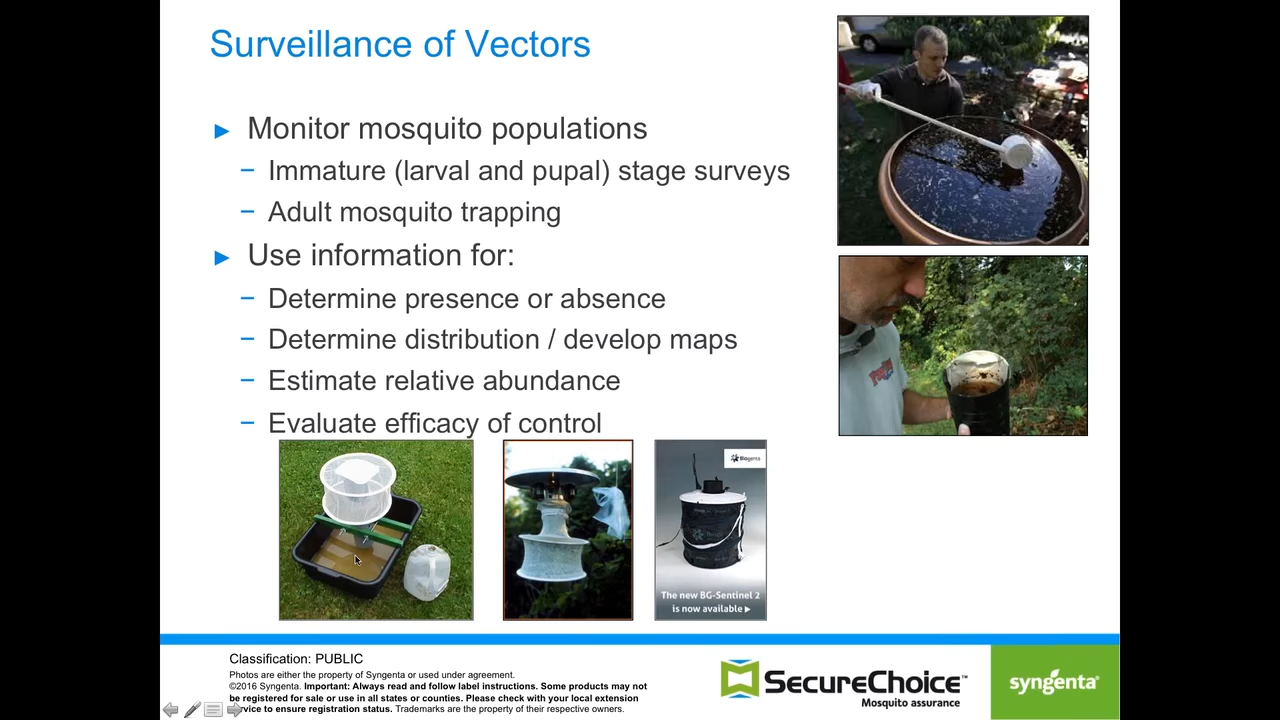 Surveillance of Vectors
► Monitor mosquito populations
– Immature (larval and pupal) stage surveys
– Adult mosquito trapping
► Use information for:
– Determine presence or absence
– Determine distribution / develop maps
– Estimate relative abundance
– Evaluate efficacy of control
Biogents
The new BG-Sentinel 2
is now available ►
Classification: PUBLIC
Photos are either the property of Syngenta or used under agreement.
©2016 Syngenta. Important: Always read and follow label instructions. Some products may not
be registered for sale or use in all states or counties. Please check with your local extension
service to ensure registration status. Trademarks are the property of their respective owners.
SecureChoice™
Mosquito assurance
syngenta®